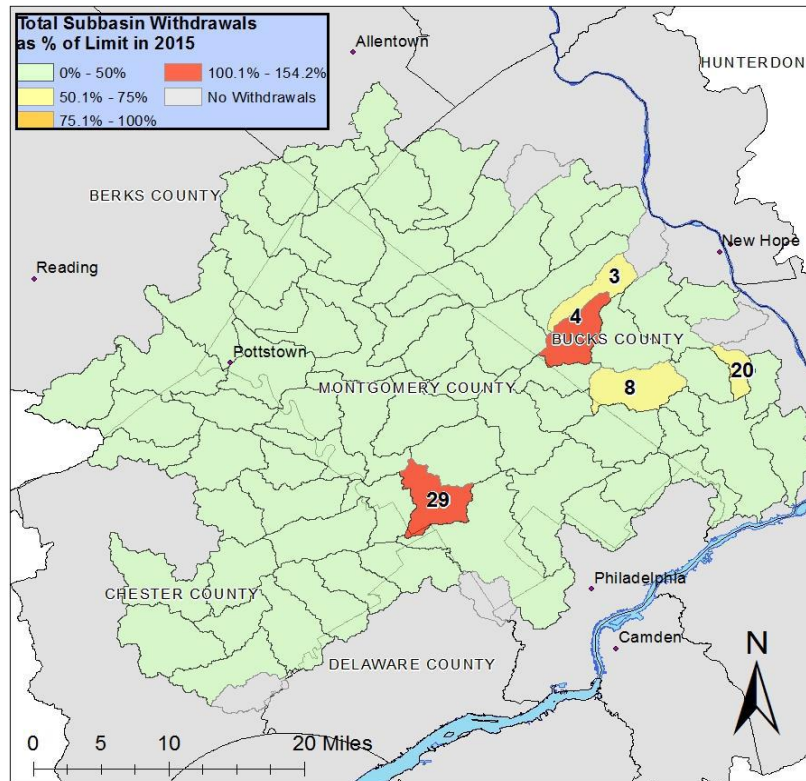 Total Subbasin Withdrawals
as % of Limit in 2015
0% - 50%
100.1% - 154.2%
50.1% - 75%
No Withdrawals
75.1% - 100%
Allentown
HUNTERDON
BERKS COUNTY
New Hope
Reading
3
4
BUCKS COUNTY
Pottstown
20
MONTGOMERY COUNTY
8
29
Philadelphia
CHESTER COUNTY
Camden
DELAWARE COUNTY
N
0 5 10 20 Miles